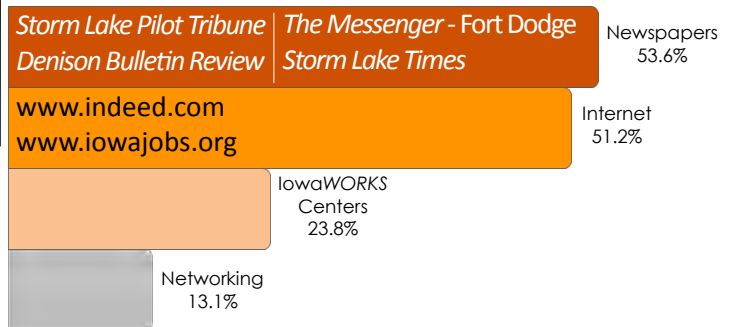 Storm Lake Pilot Tribune
Denison Bulletin Review
The Messenger - Fort Dodge
Storm Lake Times
Newspapers
53.6%
www.indeed.com
www.iowajobs.org
Internet
51.2%
IowaWORKS
Centers
23.8%
Networking
13.1%